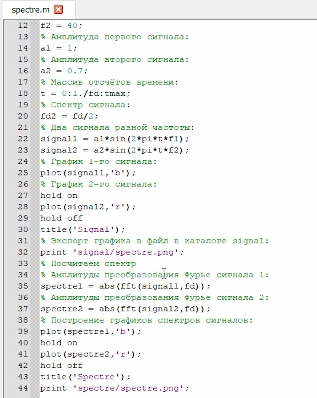 spectre.m
12 f2 = 40;
13 % Амплитуда первого сигнала:
14 a1 = 1;
15 % Амплитуда второго сигнала:
16 a2 = 0.7;
17 % Массив отсчётов времени:
18 t = 0:1./fd:tmax;
19 % Спектр сигнала:
20 fd2 = fd/2;
21 % Два сигнала разной частоты:
22 signal1 = a1*sin(2*pi*t*f1);
23 signal2 = a2*sin(2*pi*t*f2);
24 % График 1-го сигнала:
25 plot(signal1,'b');
26 % График 2-го сигнала:
27 hold on
28 plot(signal2,'r');
29 hold off
30 title('Signal');
31 % Экспорт графика в файл в каталоге signal:
32 print 'signal/spectre.png';
33 % Посчитаем спектр
34 % Амплитуды преобразования Фурье сигнала 1:
35 spectre1 = abs(fft(signal1,fd));
36 % Амплитуды преобразования Фурье сигнала 2:
37 spectre2 = abs(fft(signal2,fd));
38 % Построение графиков спектров сигналов:
39 plot(spectre1,'b');
40 hold on
41 plot(spectre2,'r');
42 hold off
43 title('Spectre');
44 print 'spectre/spectre.png';